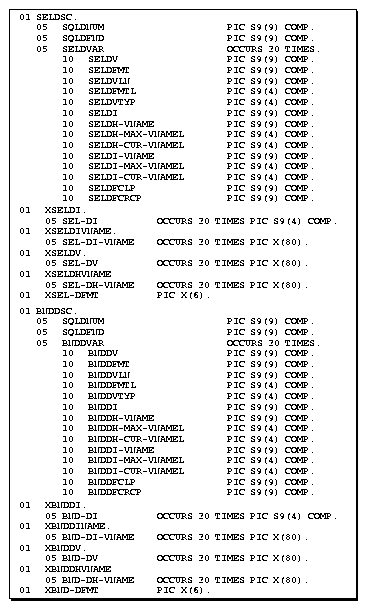 01 SELDSC.
05 SQLDNUM PIC S9(9) COMP.
05 SQLDFND PIC S9(9) COMP.
05 SELDVAR OCCURS 30 TIMES.
10 SELDV PIC S9(9) COMP.
10 SELDFMT PIC S9(9) COMP.
10 SELDVLN PIC S9(9) COMP.
10 SELDFMTL PIC S9(4) COMP.
10 SELDVTYP PIC S9(4) COMP.
10 SELDI PIC S9(9) COMP.
10 SELDH-VNAME PIC S9(9) COMP.
10 SELDH-MAX-VNAMEL PIC S9(4) COMP.
10 SELDH-CUR-VNAMEL PIC S9(4) COMP.
10 SELDI-VNAME PIC S9(9) COMP.
10 SELDI-MAX-VNAMEL PIC S9(4) COMP.
10 SELDI-CUR-VNAMEL PIC S9(4) COMP.
10 SELDFCLP PIC S9(9) COMP.
10 SELDFCRCP PIC S9(9) COMP.
01 XSELDI.
05 SEL-DI OCCURS 30 TIMES PIC S9(4) COMP.
01 XSELDIVNAME.
05 SEL-DI-VNAME OCCURS 30 TIMES PIC X(80).
01 XSELDV.
05 SEL-DV OCCURS 30 TIMES PIC X(80).
01 XSELDHVNAME
05 SEL-DH-VNAME OCCURS 30 TIMES PIC X(80).
01 XSEL-DFMT PIC X(6).
01 BNDDSC.
05 SQLDNUM PIC S9(9) COMP.
05 SQLDFND PIC S9(9) COMP.
05 BNDDVAR OCCURS 30 TIMES.
10 BNDDV PIC S9(9) COMP.
10 BNDDFMT PIC S9(9) COMP.
10 BNDDVLN PIC S9(9) COMP.
10 BNDDFMTL PIC S9(4) COMP.
10 BNDDVTYP PIC S9(4) COMP.
10 BNDDI PIC S9(9) COMP.
10 BNDDH-VNAME PIC S9(9) COMP.
10 BNDDH-MAX-VNAMEL PIC S9(4) COMP.
10 BNDDH-CUR-VNAMEL PIC S9(4) COMP.
10 BNDDI-VNAME PIC S9(9) COMP.
10 BNDDI-MAX-VNAMEL PIC S9(4) COMP.
10 BNDDI-CUR-VNAMEL PIC S9(4) COMP.
10 BNDDFCLP PIC S9(9) COMP.
10 BNDDFCRCP PIC S9(9) COMP.
01 XBNDDI.
05 BND-DI OCCURS 30 TIMES PIC S9(4) COMP.
01 XBNDDINAME.
05 BND-DI-VNAME OCCURS 30 TIMES PIC X(80).
01 XBNDDV.
05 BND-DV OCCURS 30 TIMES PIC X(80).
01 XBNDDHVNAME
05 BND-DH-VNAME OCCURS 30 TIMES PIC X(80).
01 XBND-DFMT PIC X(6).